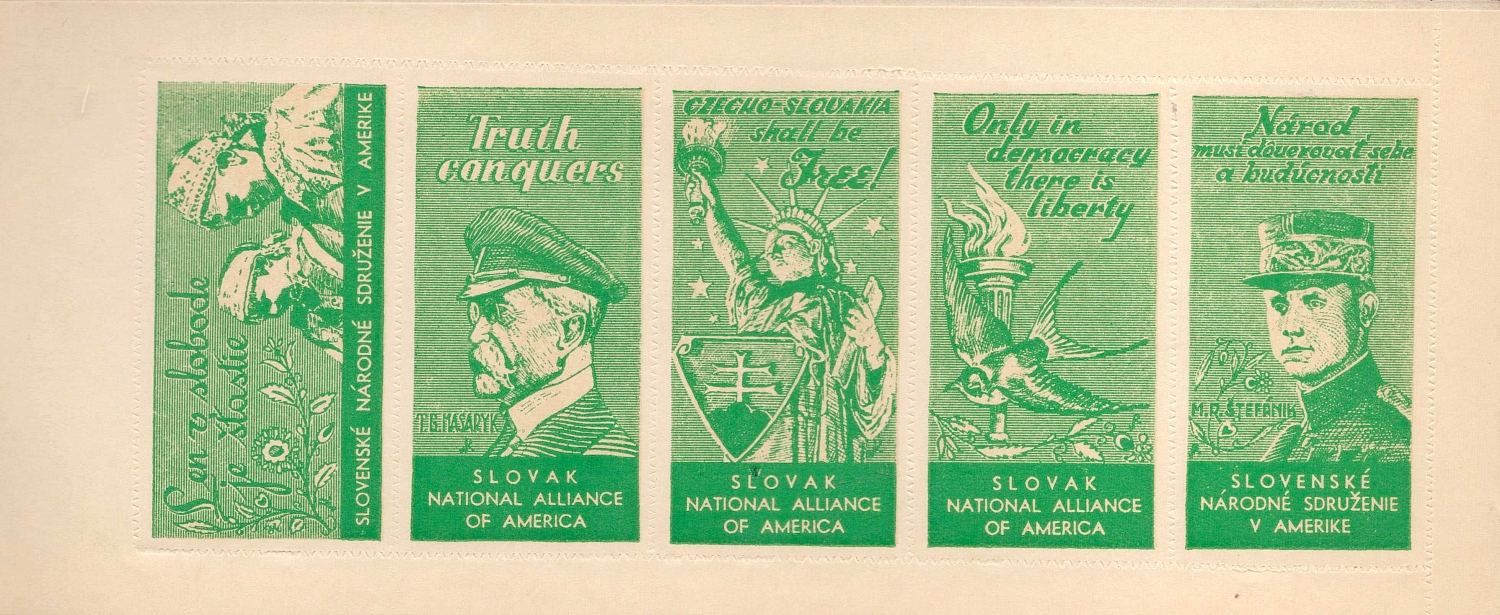 Len v slobode
je šťastie
SLOVENSKÉ NÁRODNÉ SDRUŽENIE V AMERIKE
Truth
conquers
T.G. MASARYK
SLOVAK
NATIONAL ALLIANCE
OF AMERICA
CZECHO-SLOVAKIA
shall be
Free!
SLOVAK
NATIONAL ALLIANCE
OF AMERICA
Only in
democracy
there is
liberty
SLOVAK
NATIONAL ALLIANCE
OF AMERICA
Národ
musí dôverovať sebe
a budúcnosti
M.R. ŠTEFÁNIK
SLOVENSKÉ
NÁRODNÉ SDRUŽENIE
V AMERIKE